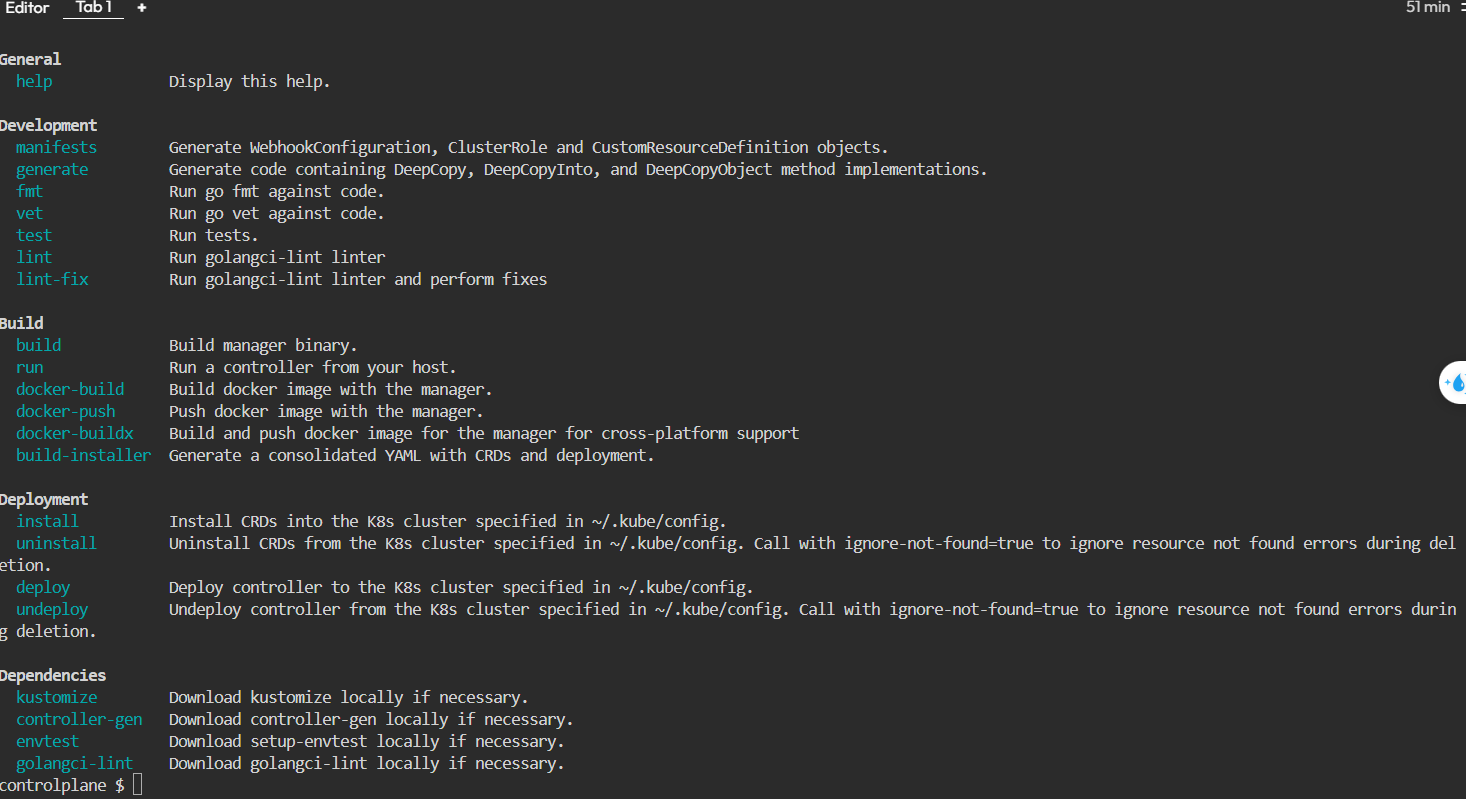 Editor Tab 1 + 51 min
General
help Display this help.
Development
manifests Generate WebhookConfiguration, ClusterRole and CustomResourceDefinition objects.
generate Generate code containing DeepCopy, DeepCopyInto, and DeepCopyObject method implementations.
fmt Run go fmt against code.
vet Run go vet against code.
test Run tests.
lint Run golangci-lint linter
lint-fix Run golangci-lint linter and perform fixes
Build
build Build manager binary.
run Run a controller from your host.
docker-build Build docker image with the manager.
docker-push Push docker image with the manager.
docker-buildx Build and push docker image for the manager for cross-platform support
build-installer Generate a consolidated YAML with CRDs and deployment.
Deployment
install Install CRDs into the K8s cluster specified in ~/.kube/config.
uninstall Uninstall CRDs from the K8s cluster specified in ~/.kube/config. Call with ignore-not-found=true to ignore resource not found errors during del
etion.
deploy Deploy controller to the K8s cluster specified in ~/.kube/config.
undeploy Undeploy controller from the K8s cluster specified in ~/.kube/config. Call with ignore-not-found=true to ignore resource not found errors durin
g deletion.
Dependencies
kustomize Download kustomize locally if necessary.
controller-gen Download controller-gen locally if necessary.
envtest Download setup-envtest locally if necessary.
golangci-lint Download golangci-lint locally if necessary.
controlplane $